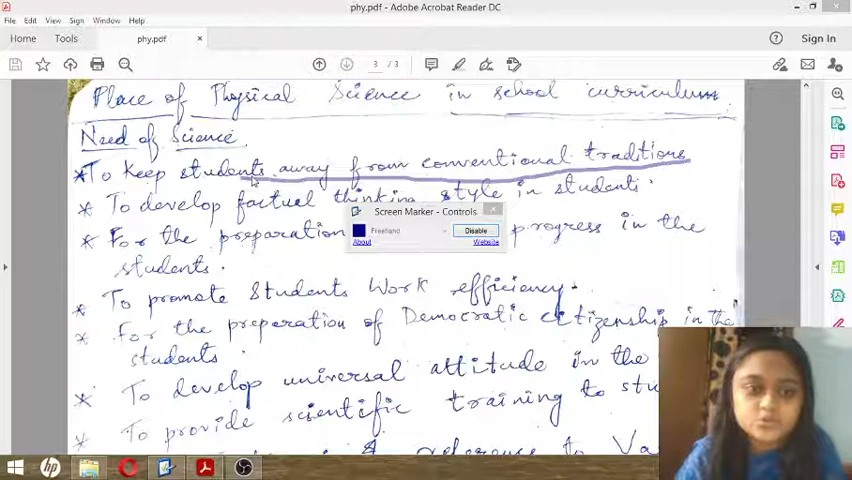 phy.pdf - Adobe Acrobat Reader DC
File Edit View Sign Window Help
Home Tools phy.pdf × Sign In
3 / 3
Place of Physical Science in school curriculum
Need of Science
* To keep students away from conventional traditions
* To develop factual thinking style in students.
Screen Marker - Controls
Freehand Disable
About Website
* For the preparation progress in the
students.
* To promote Students Work efficiency.
* For the preparation of Democratic citizenship in the
students.
* To develop universal attitude in the
* To provide scientific training to stu
reference to Va